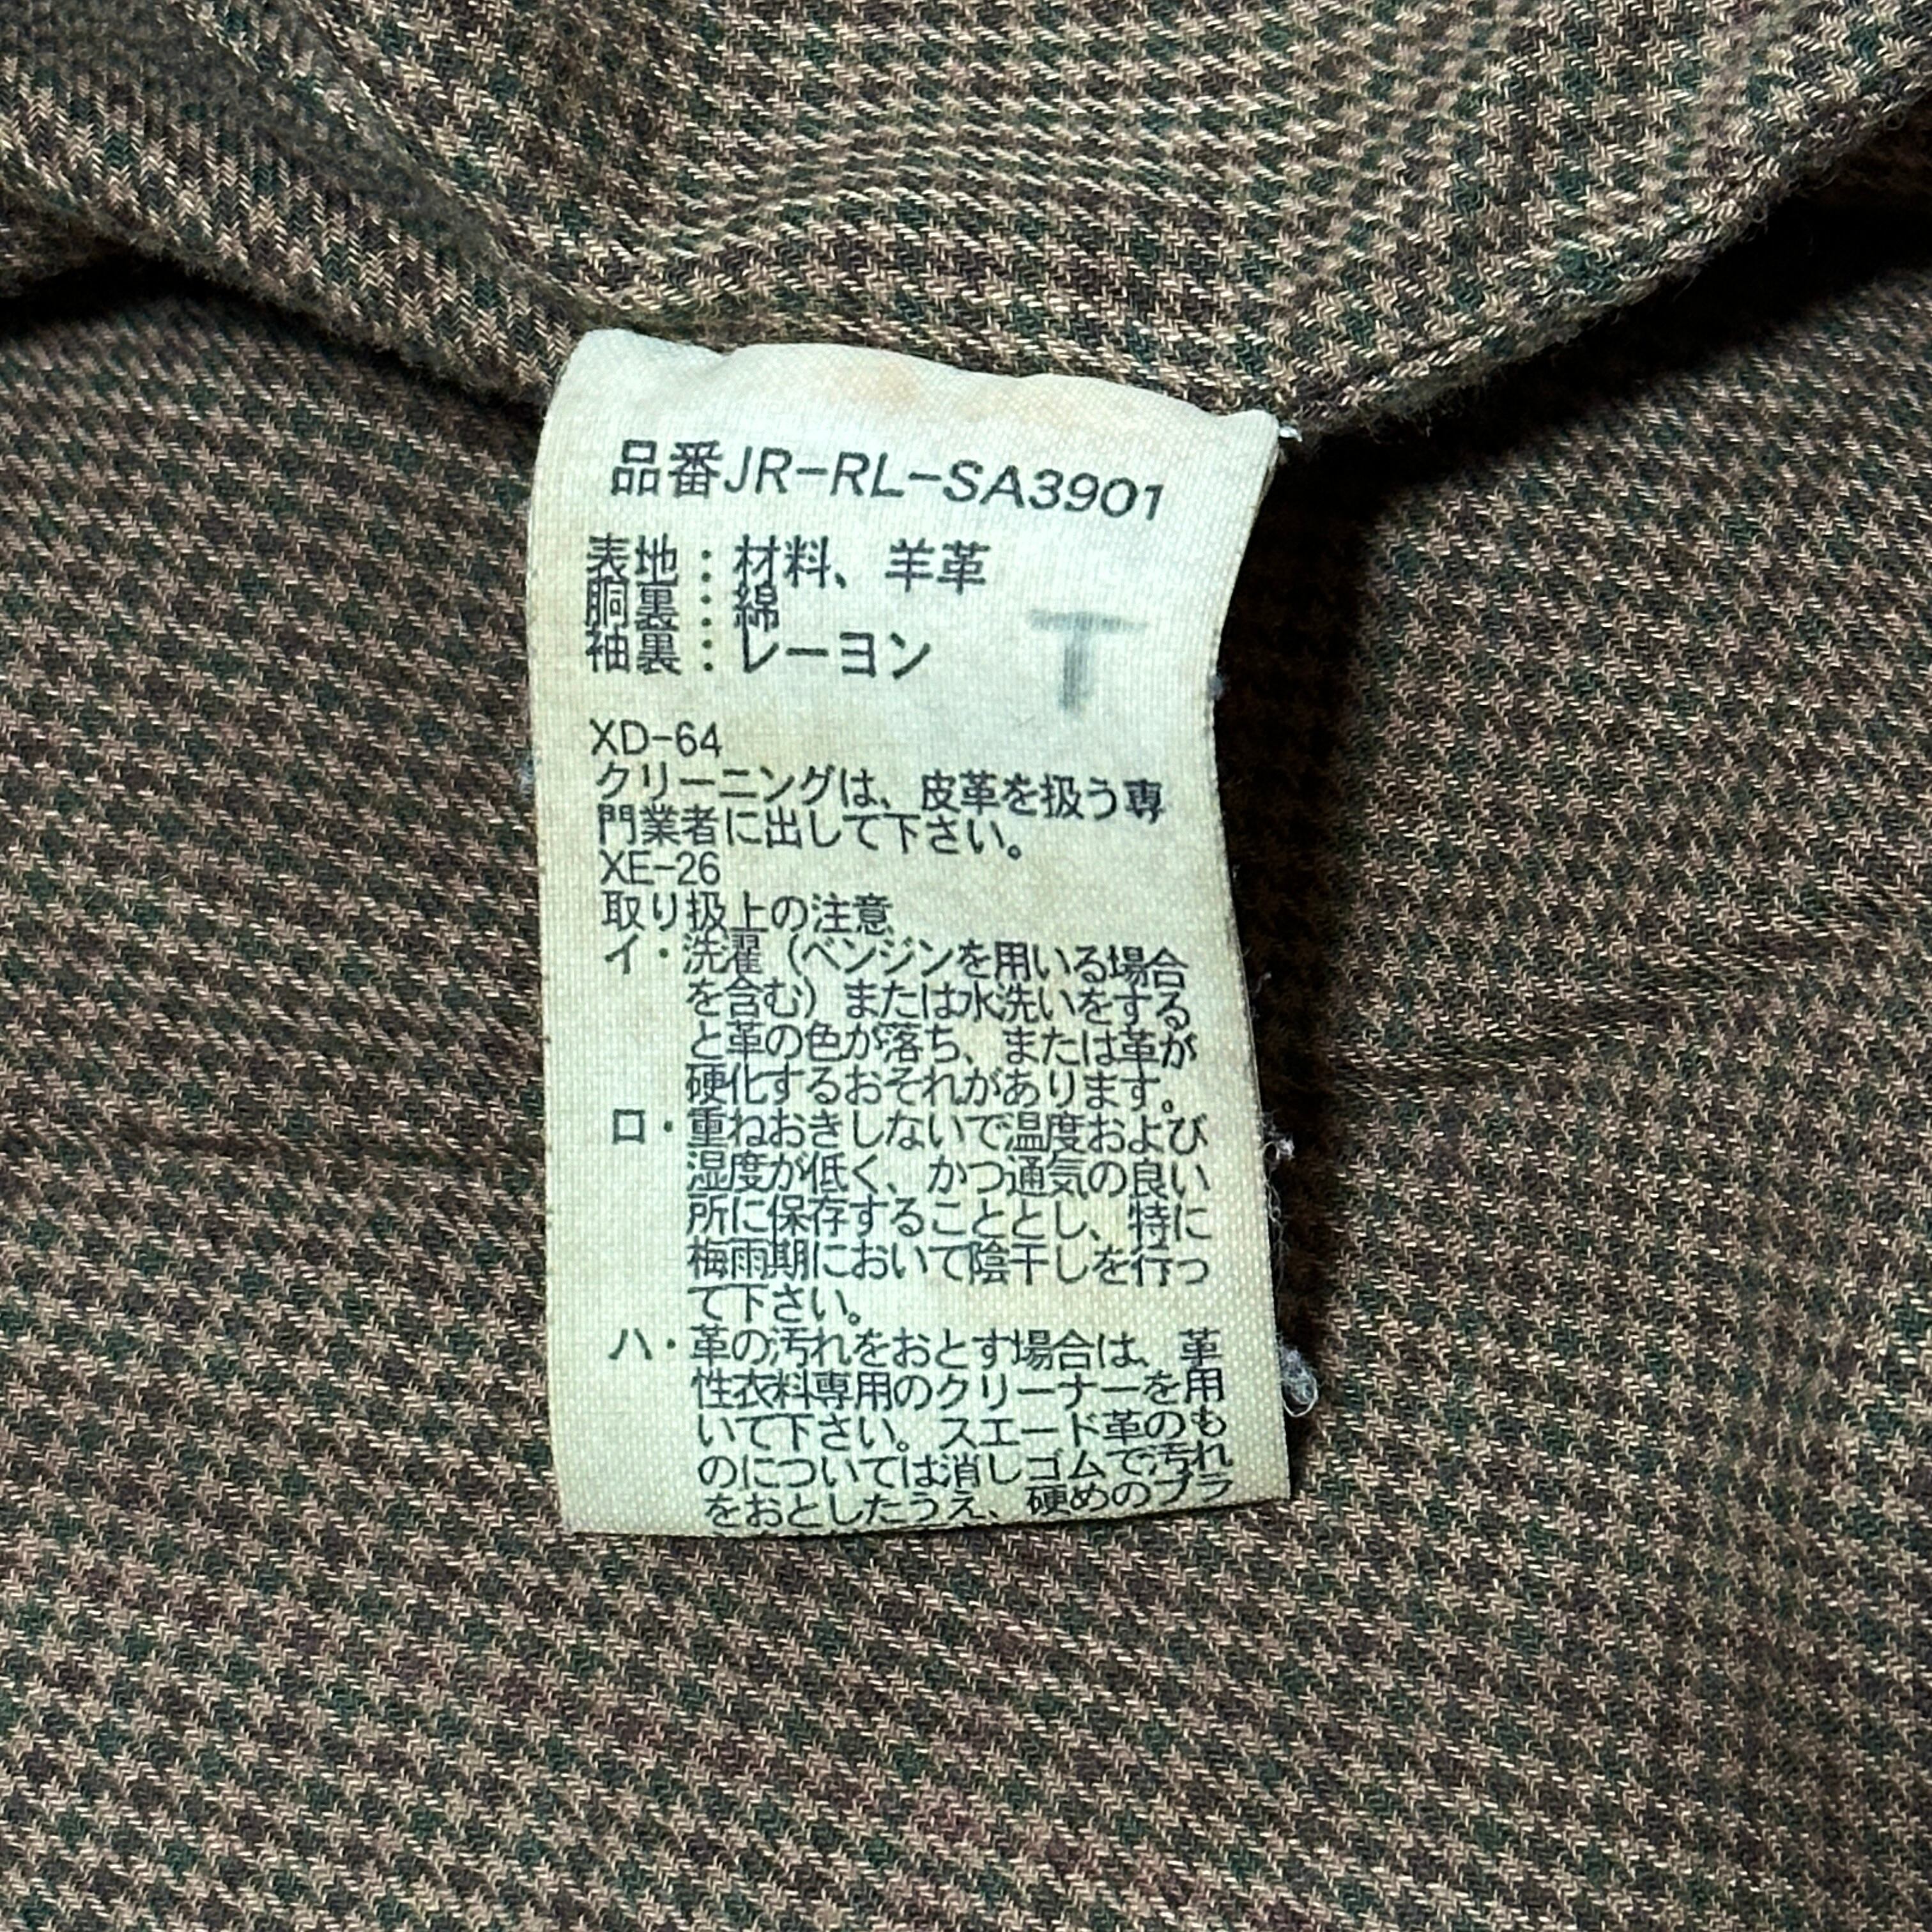 品番JR-RL-SA3901
表地：材料、羊革
胴裏：綿
袖裏：レーヨン
T
XD-64
クリーニングは、皮革を扱う専
門業者に出して下さい。
XE-26
取り扱上の注意
イ・洗濯（ベンジンを用いる場合
を含む）または水洗いをする
と革の色が落ち、または革が
硬化するおそれがあります。
ロ・重ねおきしないで温度および
湿度が低く、かつ通気の良い
所に保存することとし、特に
梅雨期において陰干しを行っ
て下さい。
ハ・革の汚れをおとす場合は、革
性衣料専用のクリーナーを用
いて下さい。スエード革のも
のについては消しゴムで汚れ
をおとしたうえ、硬めのブラ